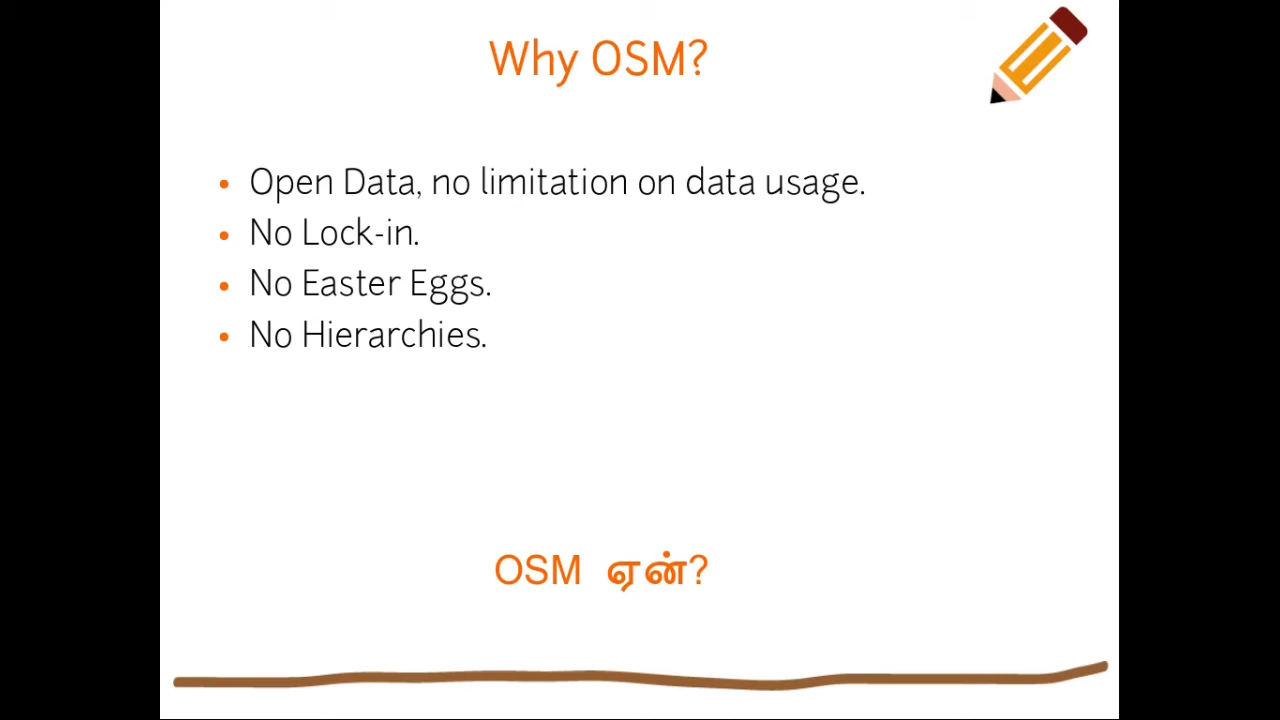 Why OSM?
Open Data, no limitation on data usage.
No Lock-in.
No Easter Eggs.
No Hierarchies.
OSM ஏன்?